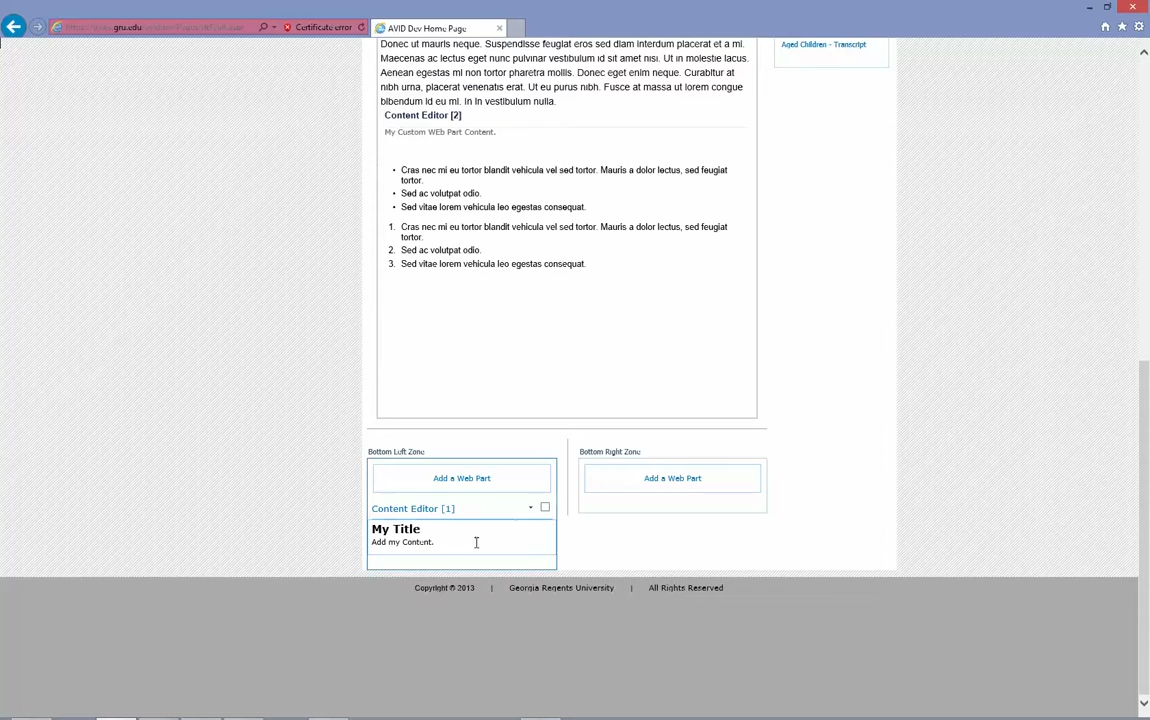 gru.edu
Certificate error
AVID Dev Home Page
Donec ut mauris neque. Suspendisse feugiat eros sed diam interdum placerat et a mi.
Maecenas ac lectus eget nunc pulvinar vestibulum id sit amet nisi. Ut in molestie lacus.
Aenean egestas mi non tortor pharetra mollis. Donec eget enim neque. Curabitur at
nibh urna, placerat venenatis erat. Ut eu purus nibh. Fusce at massa ut lorem congue
bibendum id eu mi. In in vestibulum nulla.
Aged Children - Transcript
Content Editor [2]
My Custom WEb Part Content.
• Cras nec mi eu tortor blandit vehicula vel sed tortor. Mauris a dolor lectus, sed feugiat
tortor.
• Sed ac volutpat odio.
• Sed vitae lorem vehicula leo egestas consequat.
1. Cras nec mi eu tortor blandit vehicula vel sed tortor. Mauris a dolor lectus, sed feugiat
tortor.
2. Sed ac volutpat odio.
3. Sed vitae lorem vehicula leo egestas consequat.
Bottom Left Zone
Add a Web Part
Content Editor [1]
My Title
Add my Content.
Bottom Right Zone
Add a Web Part
Copyright © 2013 | Georgia Regents University | All Rights Reserved